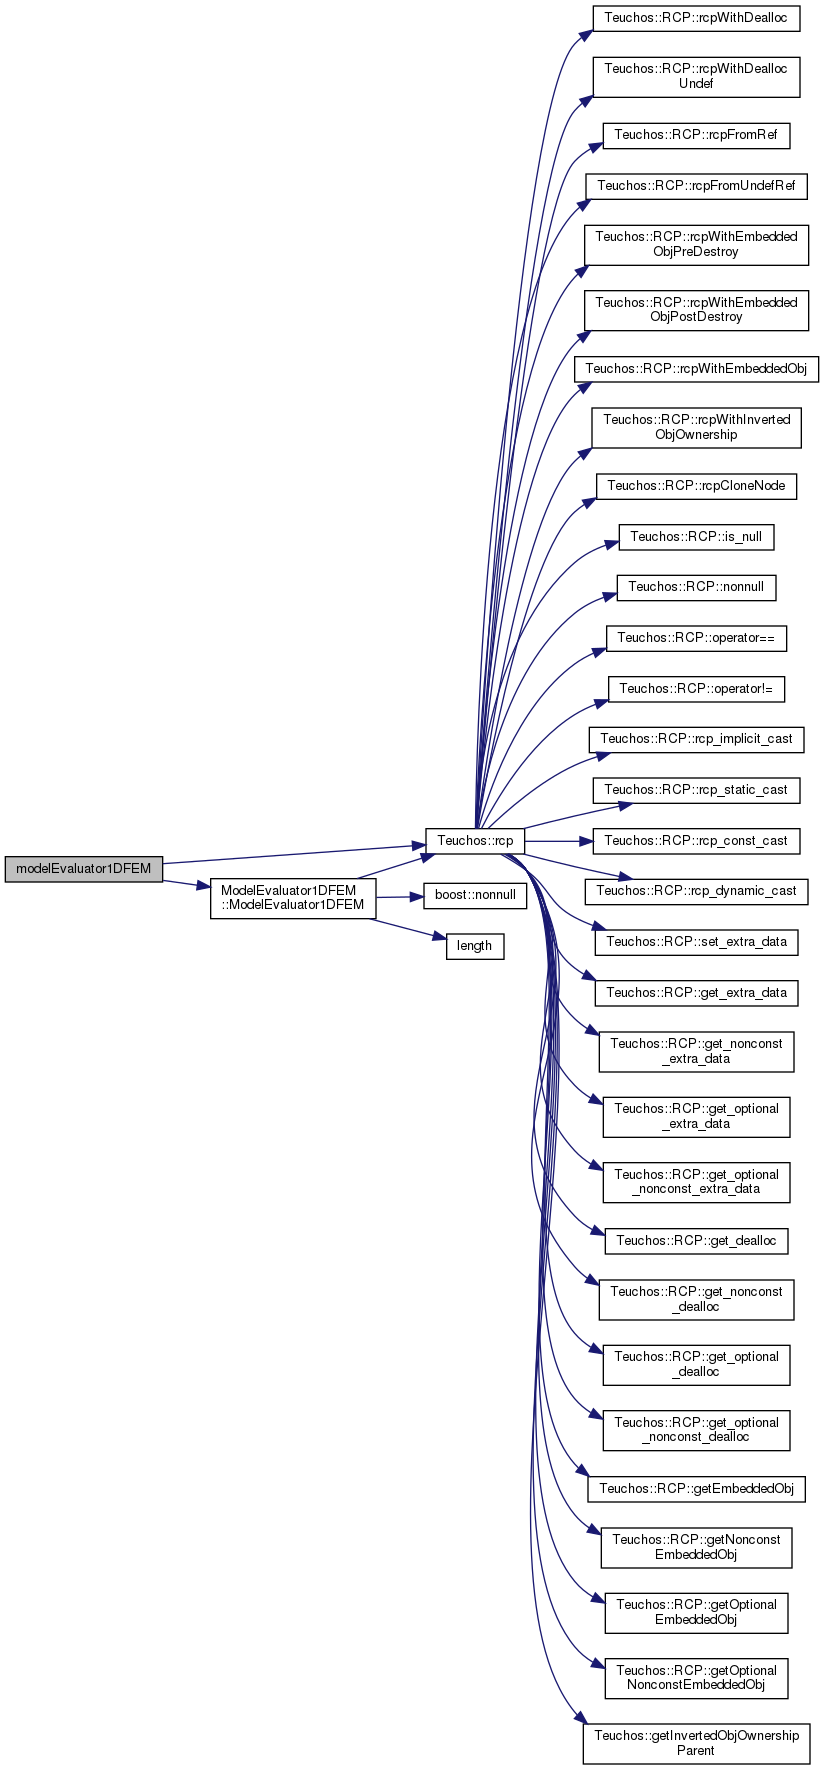 Teuchos::RCP::rcpWithDealloc
Teuchos::RCP::rcpWithDealloc
Undef
Teuchos::RCP::rcpFromRef
Teuchos::RCP::rcpFromUndefRef
Teuchos::RCP::rcpWithEmbedded
ObjPreDestroy
Teuchos::RCP::rcpWithEmbedded
ObjPostDestroy
Teuchos::RCP::rcpWithEmbeddedObj
Teuchos::RCP::rcpWithInverted
ObjOwnership
Teuchos::RCP::rcpCloneNode
Teuchos::RCP::is_null
Teuchos::RCP::nonnull
Teuchos::RCP::operator==
Teuchos::RCP::operator!=
Teuchos::RCP::rcp_implicit_cast
Teuchos::RCP::rcp_static_cast
Teuchos::rcp
Teuchos::RCP::rcp_const_cast
modelEvaluator1DFEM
ModelEvaluator1DFEM
::ModelEvaluator1DFEM
boost::nonnull
Teuchos::RCP::rcp_dynamic_cast
length
Teuchos::RCP::set_extra_data
Teuchos::RCP::get_extra_data
Teuchos::RCP::get_nonconst
_extra_data
Teuchos::RCP::get_optional
_extra_data
Teuchos::RCP::get_optional
_nonconst_extra_data
Teuchos::RCP::get_dealloc
Teuchos::RCP::get_nonconst
_dealloc
Teuchos::RCP::get_optional
_dealloc
Teuchos::RCP::get_optional
_nonconst_dealloc
Teuchos::RCP::getEmbeddedObj
Teuchos::RCP::getNonconst
EmbeddedObj
Teuchos::RCP::getOptional
EmbeddedObj
Teuchos::RCP::getOptional
NonconstEmbeddedObj
Teuchos::getInvertedObjOwnership
Parent